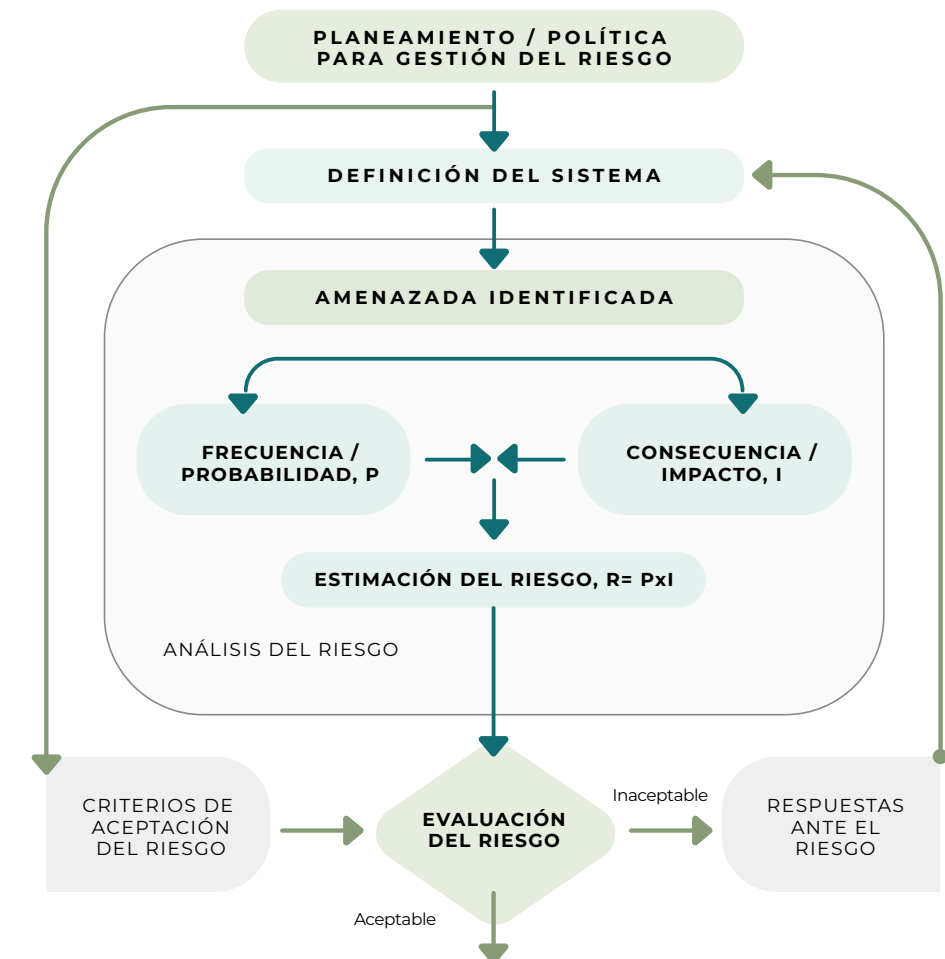 PLANEAMIENTO / POLÍTICA
PARA GESTIÓN DEL RIESGO
DEFINICIÓN DEL SISTEMA
AMENAZADA IDENTIFICADA
FRECUENCIA /
PROBABILIDAD, P
CONSECUENCIA /
IMPACTO, I
ESTIMACIÓN DEL RIESGO, R= PxI
ANÁLISIS DEL RIESGO
CRITERIOS DE
ACEPTACIÓN
DEL RIESGO
EVALUACIÓN
DEL RIESGO
Inaceptable
RESPUESTAS
ANTE EL
RIESGO
Aceptable